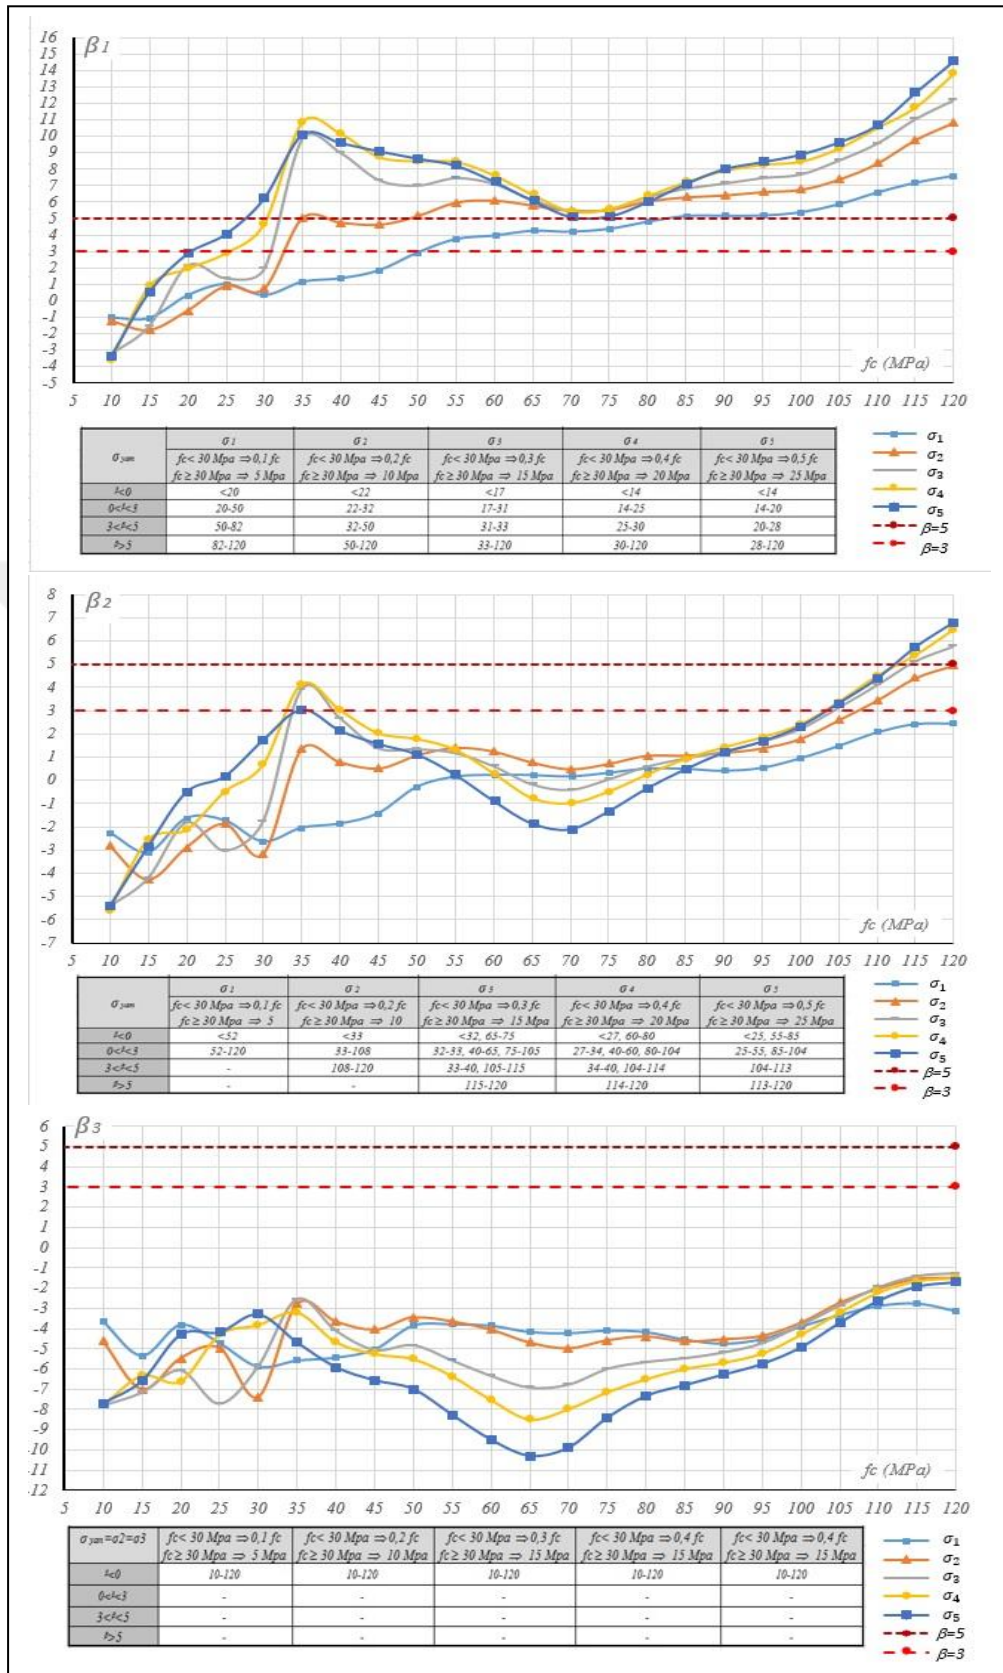 β1
16
15
14
13
12
11
10
9
8
7
6
5
4
3
2
1
0
-1
-2
-3
-4
-5
fc (MPa)
5 10 15 20 25 30 35 40 45 50 55 60 65 70 75 80 85 90 95 100 105 110 115 120
σyan σ1 σ2 σ3 σ4 σ5
fc< 30 Mpa ⇒0,1 fc fc< 30 Mpa ⇒0,2 fc fc< 30 Mpa ⇒0,3 fc fc< 30 Mpa ⇒0,4 fc fc< 30 Mpa ⇒0,5 fc
fc≥ 30 Mpa ⇒ 5 Mpa fc≥ 30 Mpa ⇒ 10 Mpa fc≥ 30 Mpa ⇒ 15 Mpa fc≥ 30 Mpa ⇒ 20 Mpa fc≥ 30 Mpa ⇒ 25 Mpa
<0 <20 <22 <17 <14 <14
0< <3 20-50 22-32 17-31 14-25 14-20
3< <5 50-82 32-50 31-33 25-30 20-28
>5 82-120 50-120 33-120 30-120 28-120
σ1
σ2
σ3
σ4
σ5
β=5
β=3
β2
8
7
6
5
4
3
2
1
0
-1
-2
-3
-4
-5
-6
-7
fc (MPa)
5 10 15 20 25 30 35 40 45 50 55 60 65 70 75 80 85 90 95 100 105 110 115 120
σyan σ1 σ2 σ3 σ4 σ5
fc< 30 Mpa ⇒0,1 fc fc< 30 Mpa ⇒0,2 fc fc< 30 Mpa ⇒0,3 fc fc< 30 Mpa ⇒0,4 fc fc< 30 Mpa ⇒0,5 fc
fc≥ 30 Mpa ⇒ 5 fc≥ 30 Mpa ⇒ 10 fc≥ 30 Mpa ⇒ 15 Mpa fc≥ 30 Mpa ⇒ 20 Mpa fc≥ 30 Mpa ⇒ 25 Mpa
<0 <52 <33 <32, 65-75 <27, 60-80 <25, 55-85
0< <3 52-120 33-108 32-33, 40-65, 75-105 27-34, 40-60, 80-104 25-55, 85-104
3< <5 - 108-120 33-40, 105-115 34-40, 104-114 104-113
>5 - - 115-120 114-120 113-120
σ1
σ2
σ3
σ4
σ5
β=5
β=3
β3
6
5
4
3
2
1
0
-1
-2
-3
-4
-5
-6
-7
-8
-9
-10
-11
-12
fc (MPa)
5 10 15 20 25 30 35 40 45 50 55 60 65 70 75 80 85 90 95 100 105 110 115 120
σyan=σ2=σ3 fc< 30 Mpa ⇒0,1 fc fc< 30 Mpa ⇒0,2 fc fc< 30 Mpa ⇒0,3 fc fc< 30 Mpa ⇒0,4 fc fc< 30 Mpa ⇒0,4 fc
fc≥ 30 Mpa ⇒ 5 Mpa fc≥ 30 Mpa ⇒ 10 Mpa fc≥ 30 Mpa ⇒ 15 Mpa fc≥ 30 Mpa ⇒ 15 Mpa fc≥ 30 Mpa ⇒ 15 Mpa
<0 10-120 10-120 10-120 10-120 10-120
0< <3 - - - - -
3< <5 - - - - -
>5 - - - - -
σ1
σ2
σ3
σ4
σ5
β=5
β=3